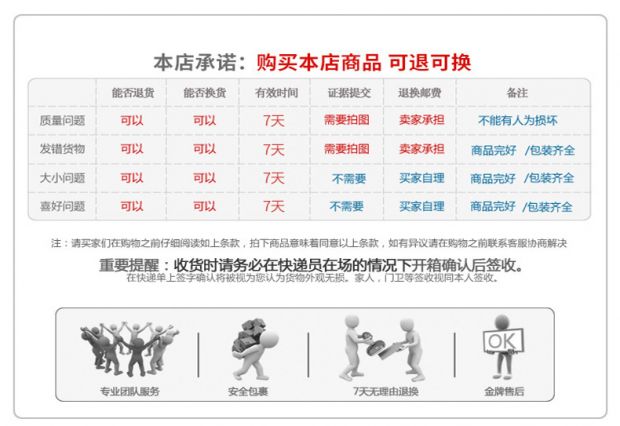 本店承诺：购买本店商品 可退可换
能否退货 能否换货 有效时间 证据提交 退换邮费 备注
质量问题 可以 可以 7天 需要拍图 卖家承担 不能有人为损坏
发错货物 可以 可以 7天 需要拍图 卖家承担 商品完好 /包装齐全
大小问题 可以 可以 7天 不需要 买家自理 商品完好 /包装齐全
喜好问题 可以 可以 7天 不需要 买家自理 商品完好 /包装齐全
注：请买家们在购物之前仔细阅读如上条款，拍下商品意味着同意以上条款，如有异议请在购物之前联系客服协商解决
重要提醒：收货时请务必在快递员在场的情况下开箱确认后签收。
在快递单上签字确认将被视为您认为货物外观无损。家人，门卫等签收视同本人签收。
OK
专业团队服务 安全包裹 7天无理由退换 金牌售后